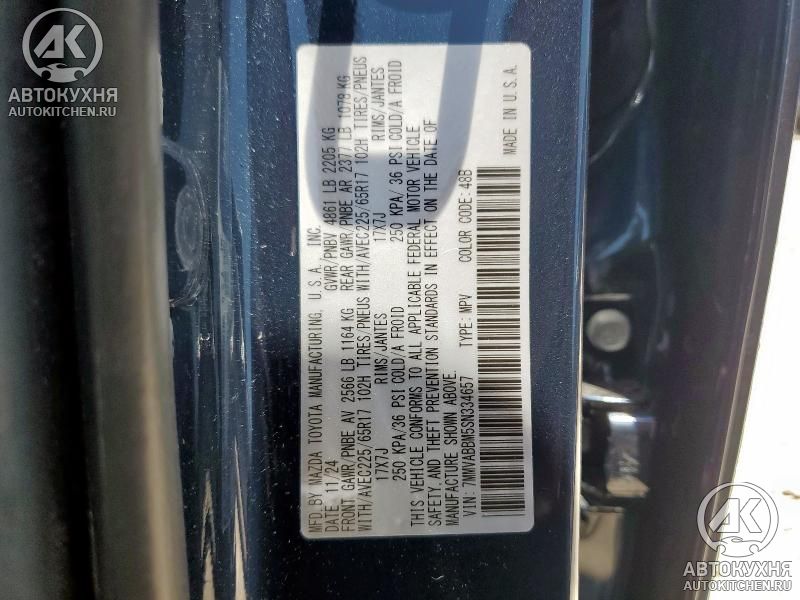 АВТОКУХНЯ
AUTOKITCHEN.RU
MFD.BY MAZDA TOYOTA MANUFACTURING, U.S.A., INC.
DATE: 11/24 GVWR/PNBV 4861 LB 2205 KG
FRONT GAWR/PNBE AV 2566 LB 1164 KG REAR GAWR/PNBE AR 2377 LB 1078 KG
WITH/AVEC225/65R17 102H TIRES/PNEUS WITH/AVEC225/65R17 102H TIRES/PNEUS
17X7J RIMS/JANTES 17X7J RIMS/JANTES
250 KPA/36 PSI COLD/A FROID 250 KPA/ 36 PSI COLD/A FROID
THIS VEHICLE CONFORMS TO ALL APPLICABLE FEDERAL MOTOR VEHICLE
SAFETY,AND THEFT PREVENTION STANDARDS IN EFFECT ON THE DATE OF
MANUFACTURE SHOWN ABOVE.
VIN: 7MMVABBM5SN334657 TYPE: MPV COLOR CODE: 48B
MADE IN U.S.A.
АВТОКУХНЯ
AUTOKITCHEN.RU